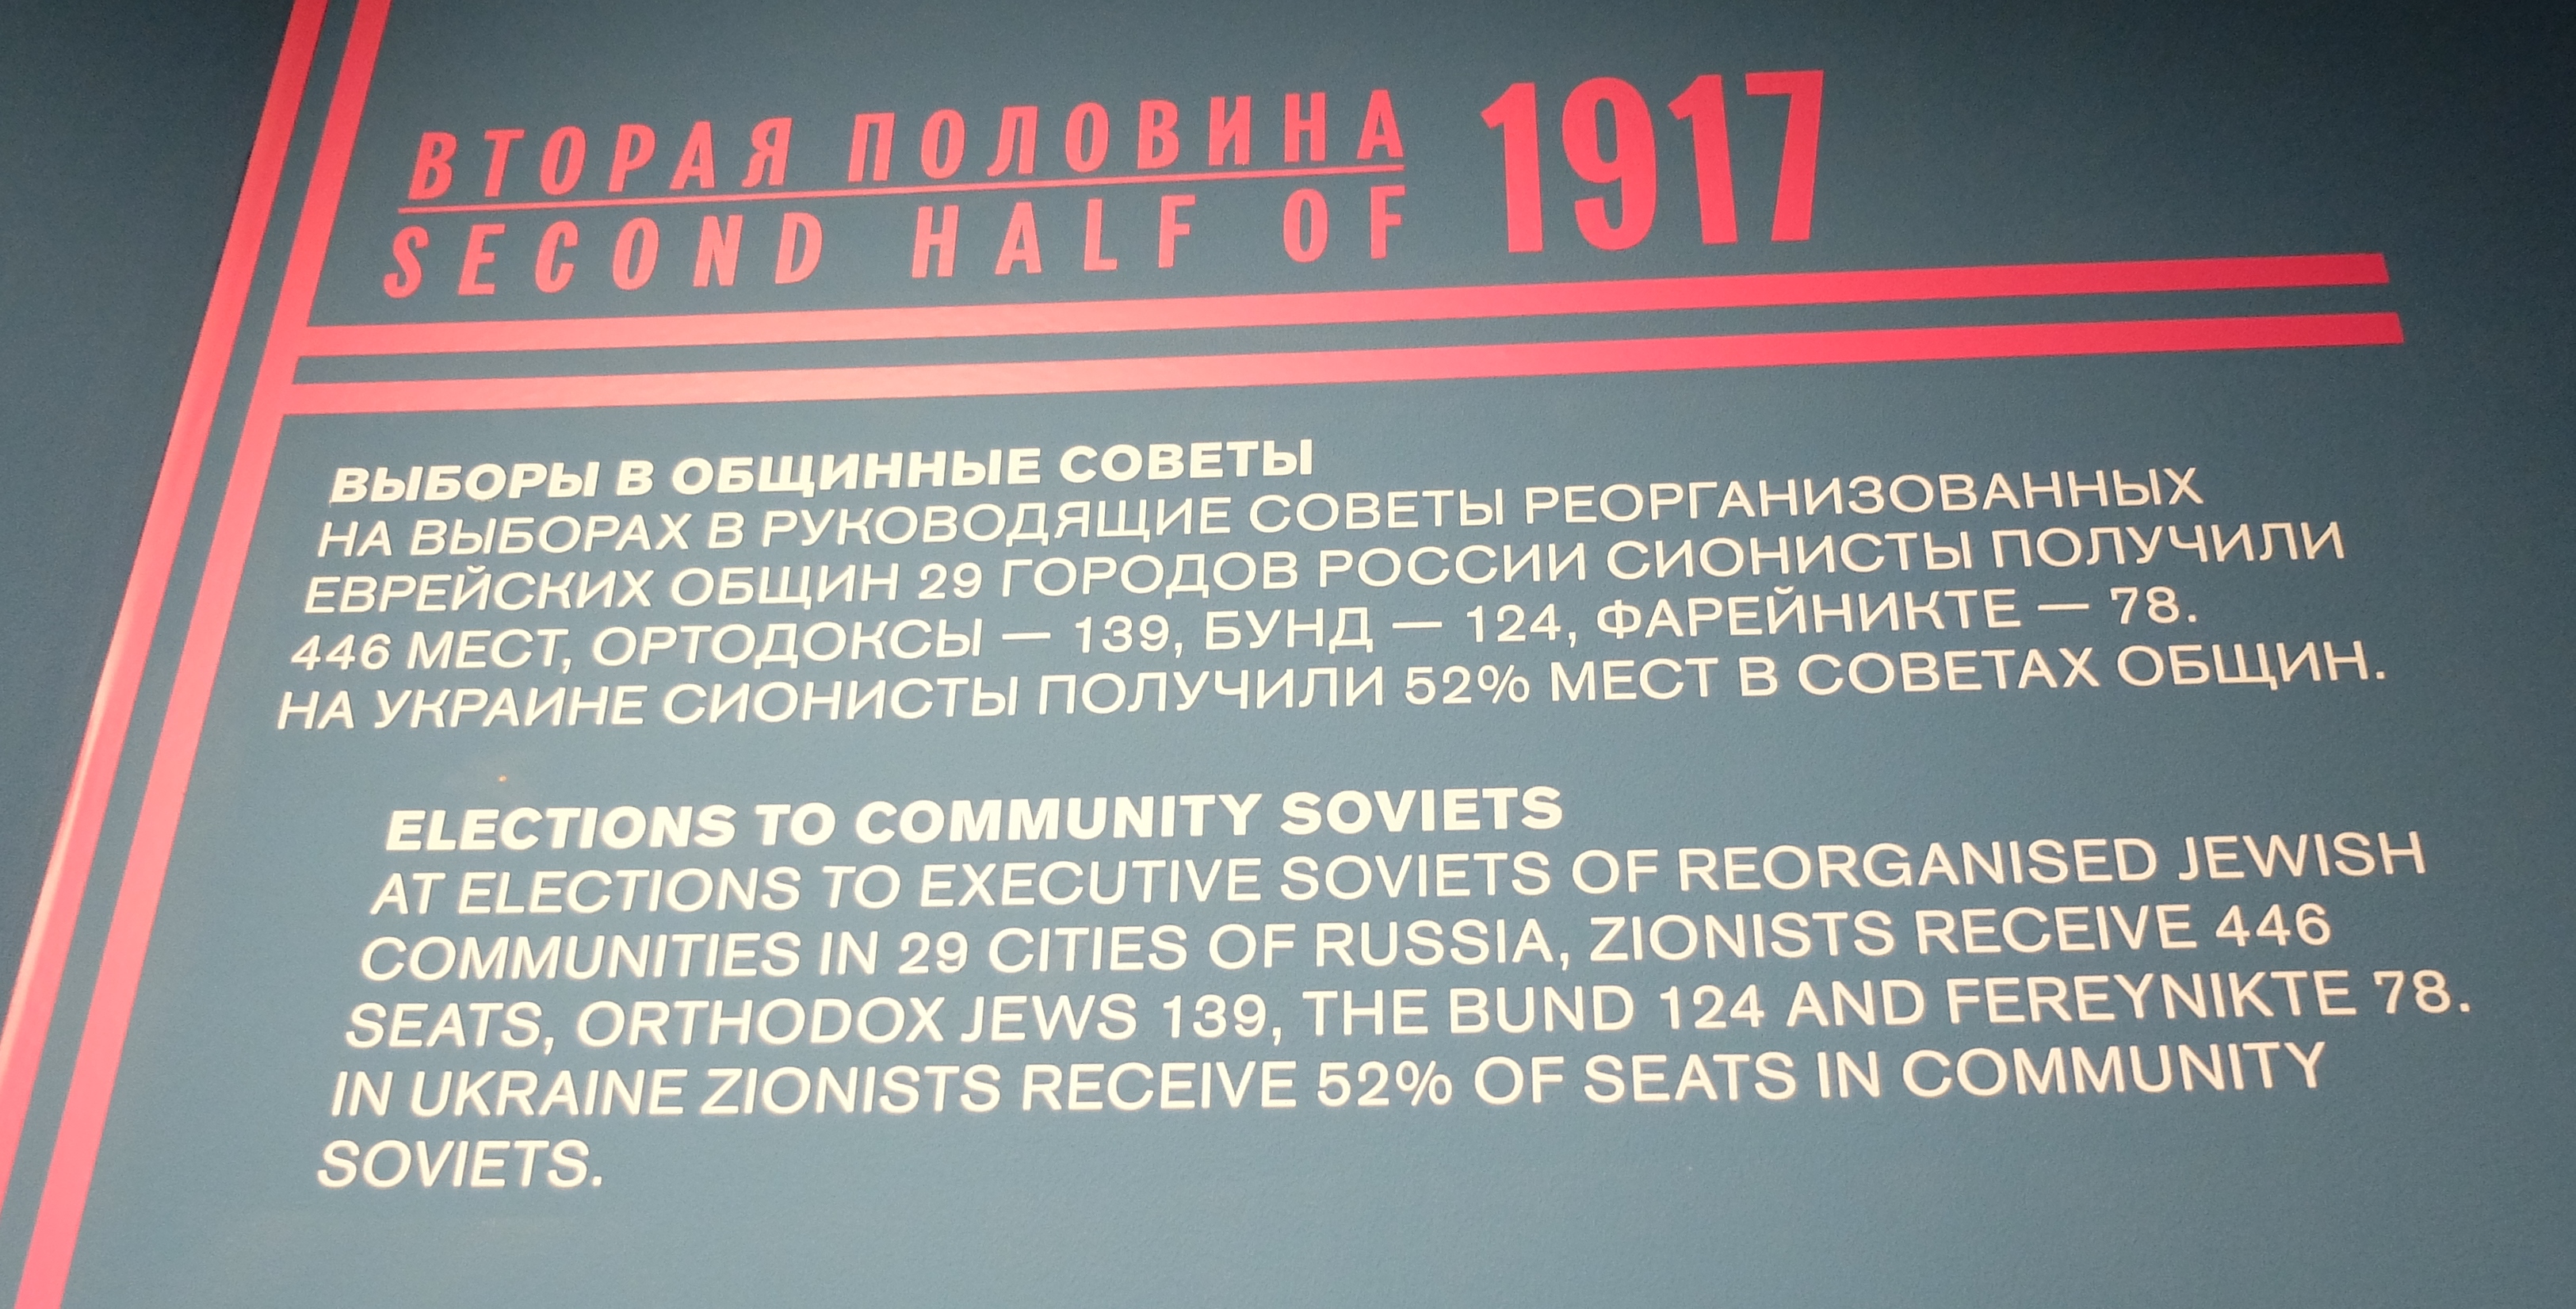 ВТОРАЯ ПОЛОВИНА
SECOND HALF OF
1917
ВЫБОРЫ В ОБЩИННЫЕ СОВЕТЫ
НА ВЫБОРАХ В РУКОВОДЯЩИЕ СОВЕТЫ РЕОРГАНИЗОВАННЫХ
ЕВРЕЙСКИХ ОБЩИН 29 ГОРОДОВ РОССИИ СИОНИСТЫ ПОЛУЧИЛИ
446 МЕСТ, ОРТОДОКСЫ — 139, БУНД — 124, ФАРЕЙНИКТЕ — 78.
НА УКРАИНЕ СИОНИСТЫ ПОЛУЧИЛИ 52% МЕСТ В СОВЕТАХ ОБЩИН.
ELECTIONS TO COMMUNITY SOVIETS
AT ELECTIONS TO EXECUTIVE SOVIETS OF REORGANISED JEWISH
COMMUNITIES IN 29 CITIES OF RUSSIA, ZIONISTS RECEIVE 446
SEATS, ORTHODOX JEWS 139, THE BUND 124 AND FEREYNIKTE 78.
IN UKRAINE ZIONISTS RECEIVE 52% OF SEATS IN COMMUNITY
SOVIETS.